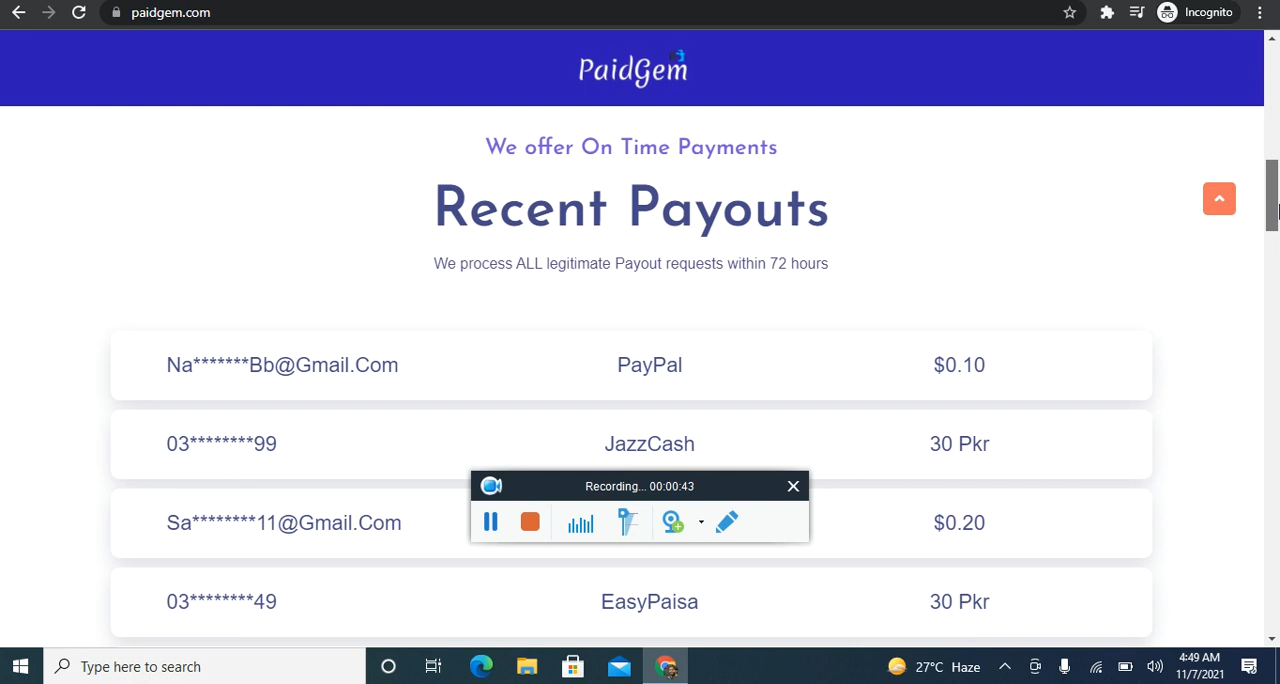 paidgem.com
Incognito
PaidGem
We offer On Time Payments
Recent Payouts
We process ALL legitimate Payout requests within 72 hours
Na*******Bb@Gmail.Com PayPal $0.10
03********99 JazzCash 30 Pkr
Recording... 00:00:43
Sa********11@Gmail.Com $0.20
03********49 EasyPaisa 30 Pkr
Type here to search
27°C Haze
4:49 AM
11/7/2021